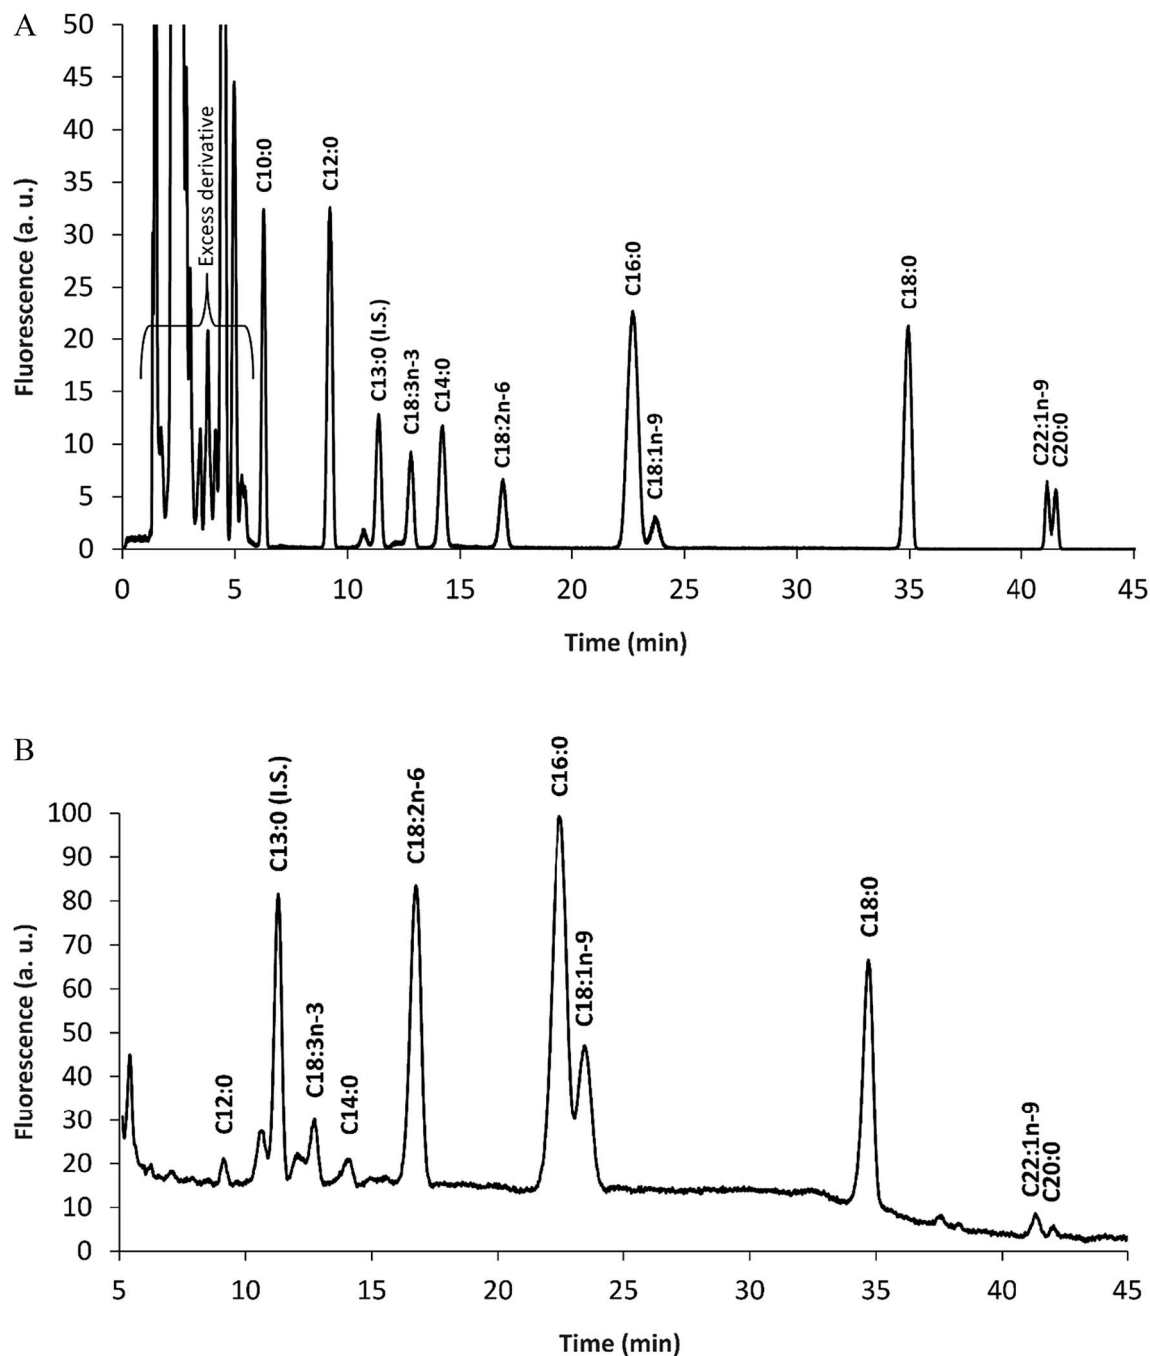 A
50
45
40
35
30
25
20
15
10
5
0
Fluorescence (a. u.)
Excess derivative
C10:0
C12:0
C13:0 (I.S.)
C18:3n-3
C14:0
C18:2n-6
C16:0
C18:1n-9
C18:0
C22:1n-9
C20:0
0 5 10 15 20 25 30 35 40 45
Time (min)
B
100
90
80
70
60
50
40
30
20
10
0
Fluorescence (a. u.)
C12:0
C13:0 (I.S.)
C18:3n-3
C14:0
C18:2n-6
C16:0
C18:1n-9
C18:0
C22:1n-9
C20:0
5 10 15 20 25 30 35 40 45
Time (min)